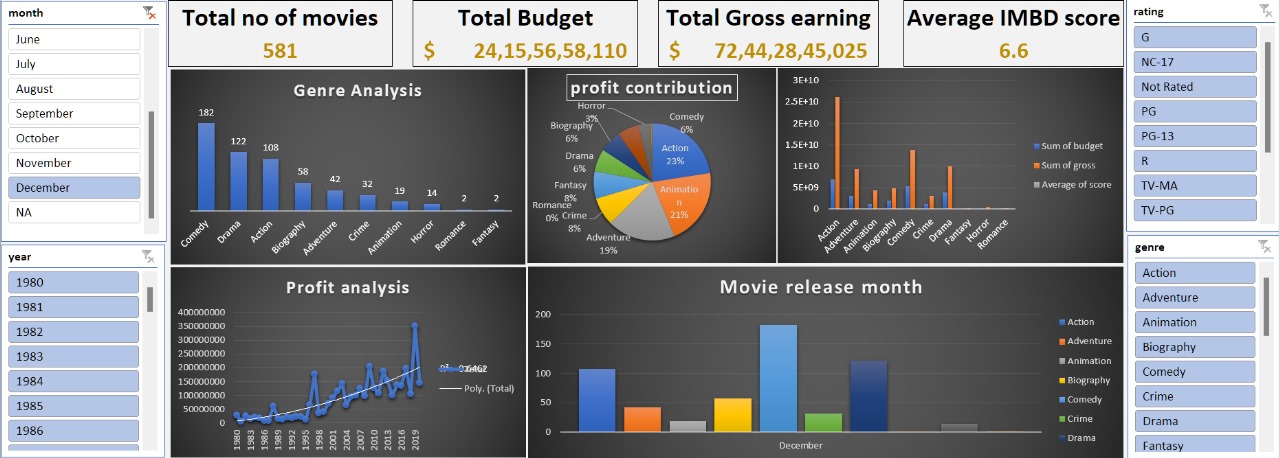 month
June
July
August
September
October
November
December
NA
year
1980
1981
1982
1983
1984
1985
1986
Total no of movies
581
Total Budget
$ 24,15,56,58,110
Total Gross earning
$ 72,44,28,45,025
Average IMBD score
6.6
Genre Analysis
182
122
108
58
42
32
19
14
2
2
Comedy
Drama
Action
Biography
Adventure
Crime
Animation
Horror
Romance
Fantasy
profit contribution
Horror
3%
Comedy
6%
Biography
6%
Action
23%
Drama
6%
Fantasy
8%
Animatio
n
21%
Romance
0%
Crime
8%
Adventure
19%
3E+10
2.5E+10
2E+10
1.5E+10
1E+10
5E+09
0
Action
Adventure
Animation
Biography
Comedy
Crime
Drama
Fantasy
Horror
Romance
Sum of budget
Sum of gross
Average of score
Profit analysis
400000000
350000000
300000000
250000000
200000000
150000000
100000000
50000000
0
1980
1983
1986
1989
1992
1995
1998
2001
2004
2007
2010
2013
2016
2019
Poly. (Total)
Movie release month
200
150
100
50
0
December
Action
Adventure
Animation
Biography
Comedy
Crime
Drama
rating
G
NC-17
Not Rated
PG
PG-13
R
TV-MA
TV-PG
genre
Action
Adventure
Animation
Biography
Comedy
Crime
Drama
Fantasy